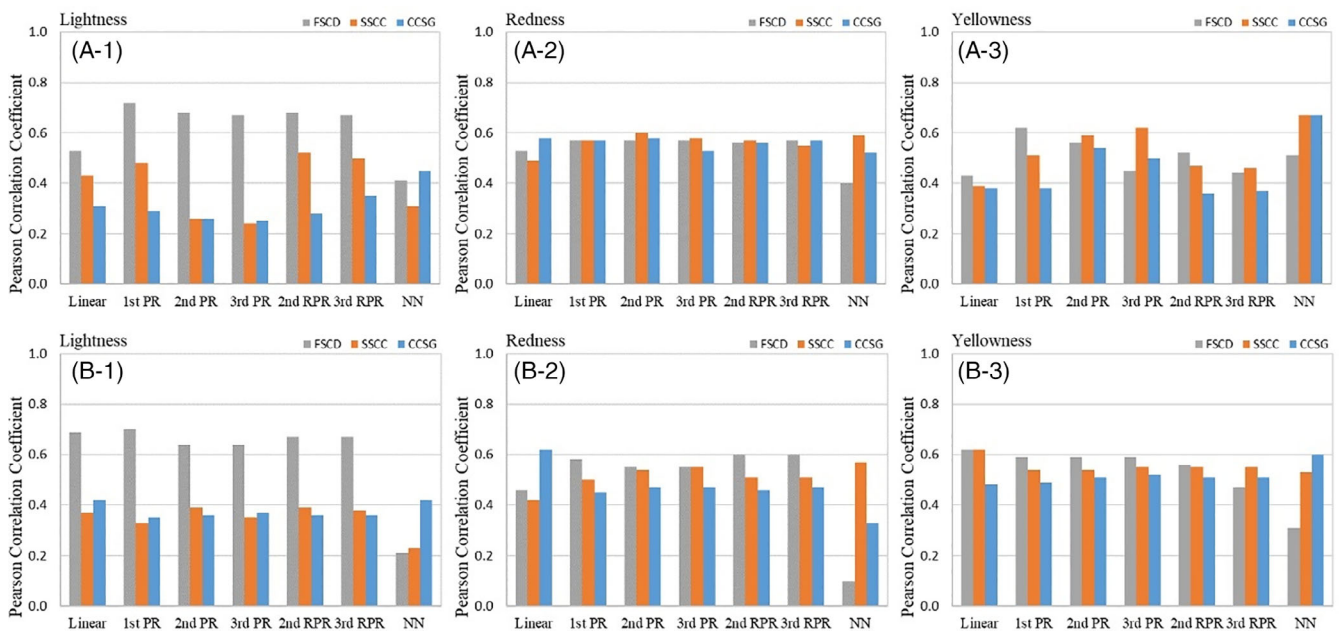 Lightness
FSCD SSCC CCSG
(A-1)
Pearson Correlation Coefficient
1.0
0.8
0.6
0.4
0.2
0.0
Linear 1st PR 2nd PR 3rd PR 2nd RPR 3rd RPR NN
Redness
FSCD SSCC CCSG
(A-2)
Pearson Correlation Coefficient
1.0
0.8
0.6
0.4
0.2
0.0
Linear 1st PR 2nd PR 3rd PR 2nd RPR 3rd RPR NN
Yellowness
FSCD SSCC CCSG
(A-3)
Pearson Correlation Coefficient
1.0
0.8
0.6
0.4
0.2
0.0
Linear 1st PR 2nd PR 3rd PR 2nd RPR 3rd RPR NN
Lightness
FSCD SSCC CCSG
(B-1)
Pearson Correlation Coefficient
1.0
0.8
0.6
0.4
0.2
0.0
Linear 1st PR 2nd PR 3rd PR 2nd RPR 3rd RPR NN
Redness
FSCD SSCC CCSG
(B-2)
Pearson Correlation Coefficient
1.0
0.8
0.6
0.4
0.2
0.0
Linear 1st PR 2nd PR 3rd PR 2nd RPR 3rd RPR NN
Yellowness
FSCD SSCC CCSG
(B-3)
Pearson Correlation Coefficient
1.0
0.8
0.6
0.4
0.2
0.0
Linear 1st PR 2nd PR 3rd PR 2nd RPR 3rd RPR NN